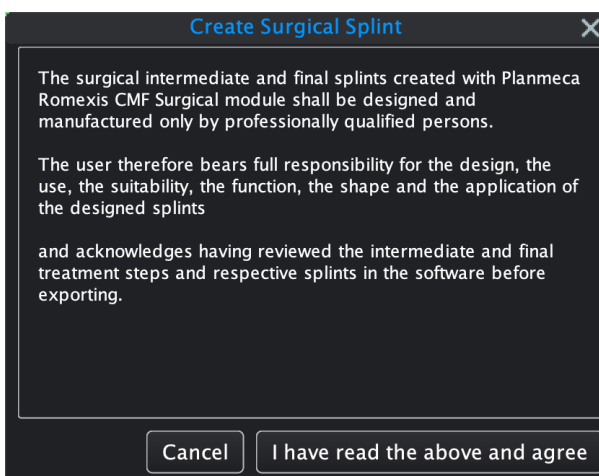 Create Surgical Splint
The surgical intermediate and final splints created with Planmeca
Romexis CMF Surgical module shall be designed and
manufactured only by professionally qualified persons.
The user therefore bears full responsibility for the design, the
use, the suitability, the function, the shape and the application of
the designed splints
and acknowledges having reviewed the intermediate and final
treatment steps and respective splints in the software before
exporting.
Cancel
I have read the above and agree